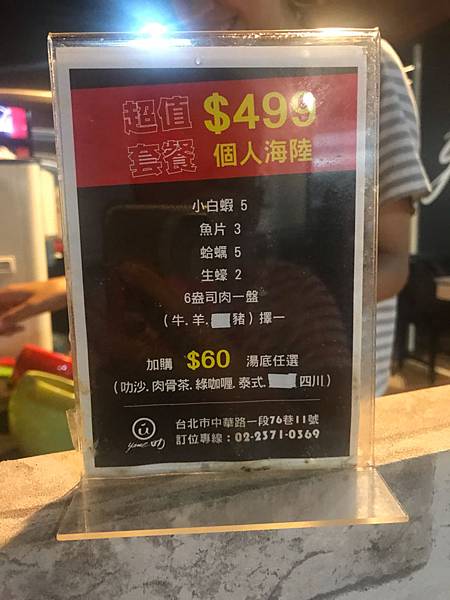 超值 $499
套餐 個人海陸
小白蝦 5
魚片 3
蛤蠣 5
生蠔 2
6盎司肉一盤
(牛.羊. 豬)擇一
加購 $60 湯底任選
(叻沙.肉骨茶.綠咖喱.泰式. 四川)
台北市中華路一段76巷11號
訂位專線:02-2371-0369